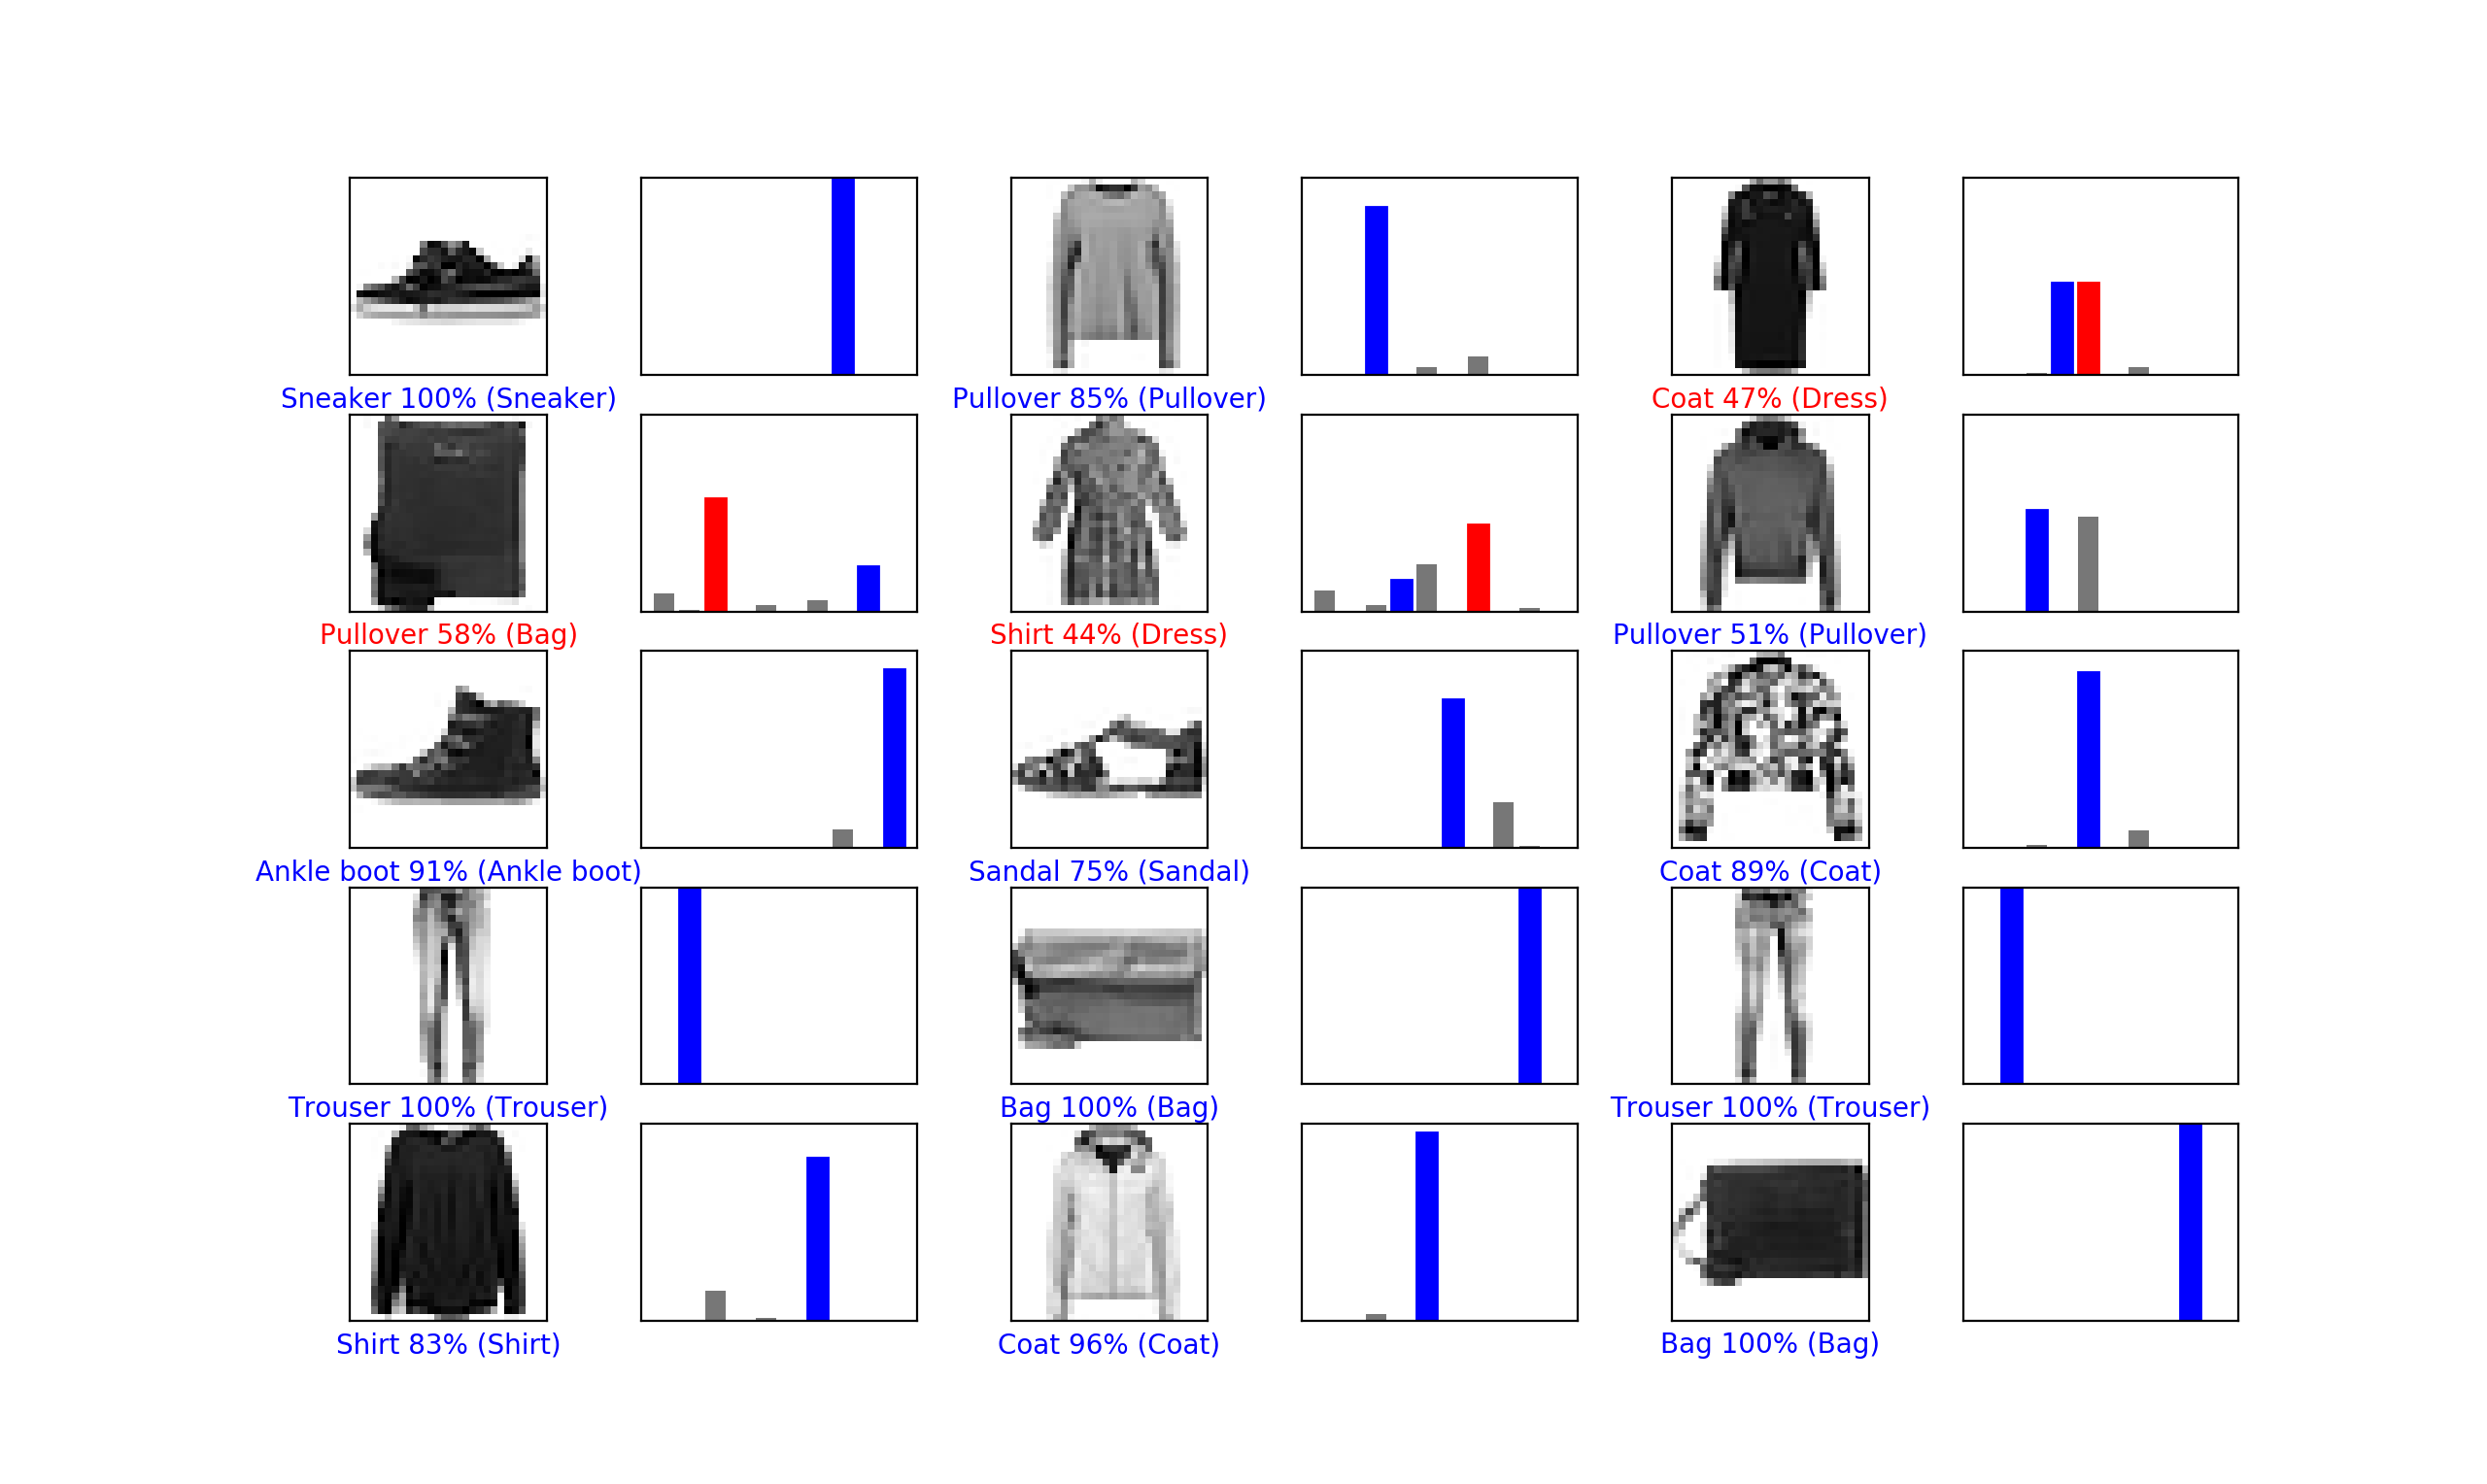 Sneaker 100% (Sneaker)
Pullover 85% (Pullover)
Coat 47% (Dress)
Pullover 58% (Bag)
Shirt 44% (Dress)
Pullover 51% (Pullover)
Ankle boot 91% (Ankle boot)
Sandal 75% (Sandal)
Coat 89% (Coat)
Trouser 100% (Trouser)
Bag 100% (Bag)
Trouser 100% (Trouser)
Shirt 83% (Shirt)
Coat 96% (Coat)
Bag 100% (Bag)